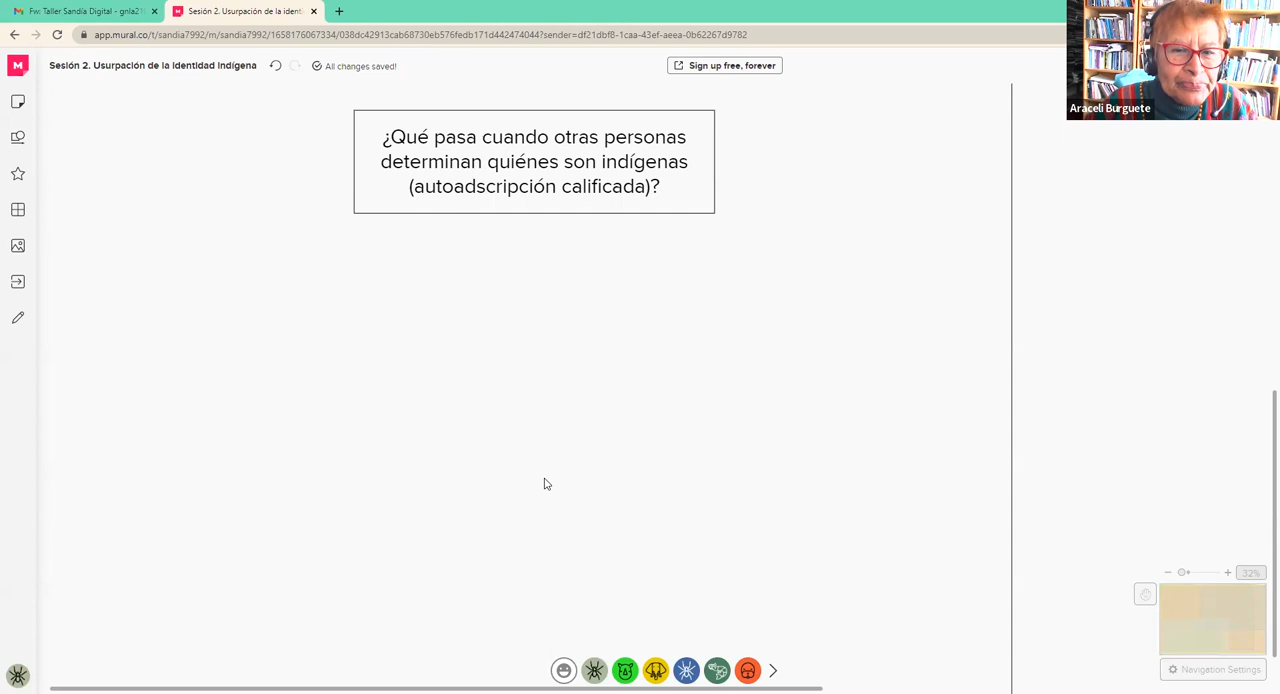 Fw: Taller Sandía Digital - gnla21
Sesión 2. Usurpación de la identi
app.mural.co/t/sandia7992/m/sandia7992/1658176067334/038dc42913cab68730eb576fedb171d442474044?sender=df21dbf8-1caa-43ef-aeea-0b62267d9782
Sesión 2. Usurpación de la identidad indígena
All changes saved!
Sign up free, forever
Araceli Burguete
¿Qué pasa cuando otras personas
determinan quiénes son indígenas
(autoadscripción calificada)?
32%
Navigation Settings